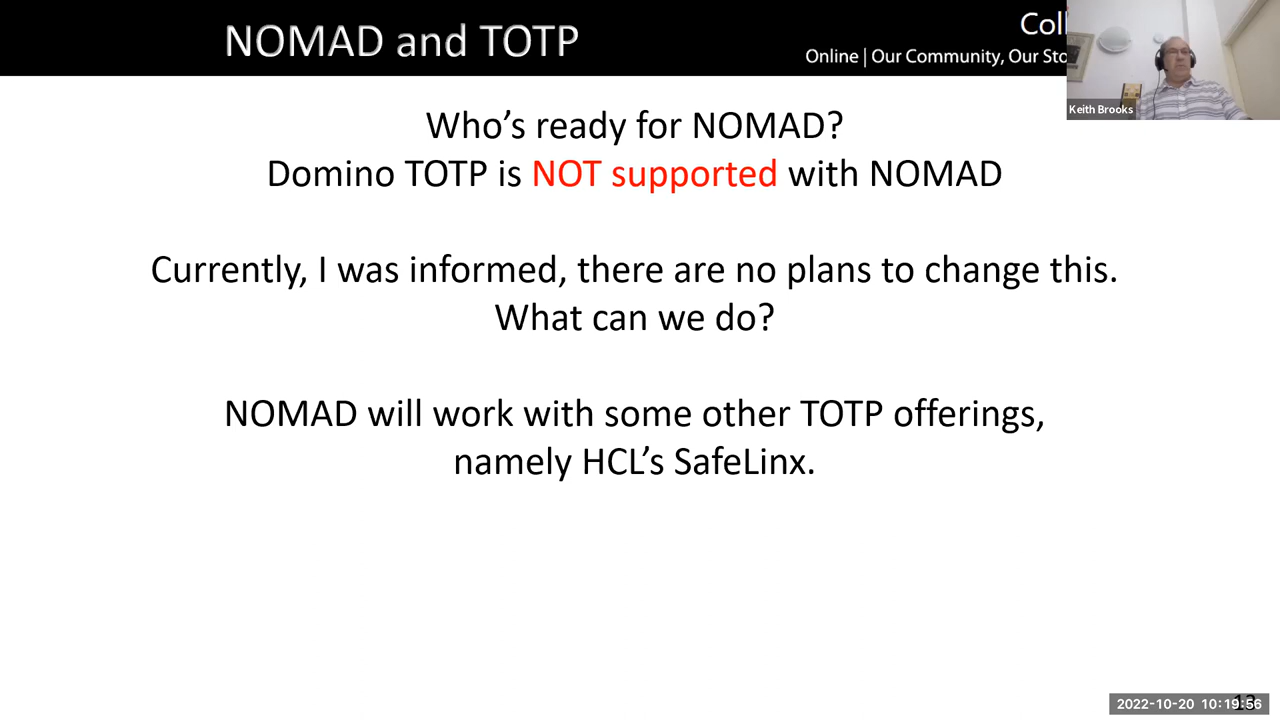 NOMAD and TOTP
Online | Our Community, Our
Keith Brooks
Who's ready for NOMAD?
Domino TOTP is NOT supported with NOMAD
Currently, I was informed, there are no plans to change this.
What can we do?
NOMAD will work with some other TOTP offerings,
namely HCL's SafeLinx.
2022-10-20 10:19:56